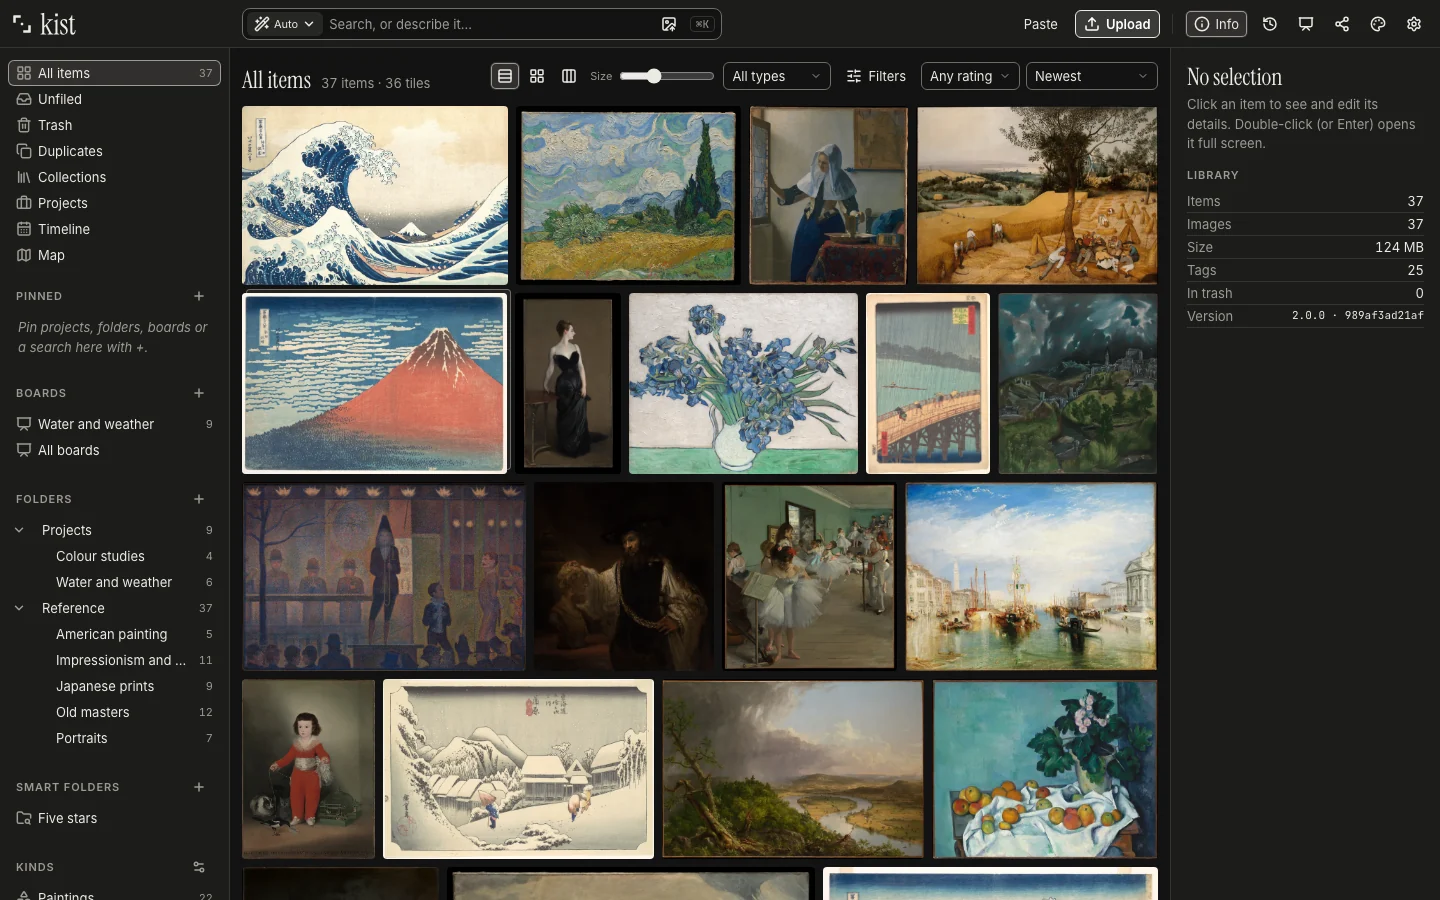 kist
Auto
Search, or describe it...
⌘K
Paste
Upload
Info
All items 37
Unfiled
Trash
Duplicates
Collections
Projects
Timeline
Map
PINNED
Pin projects, folders, boards or
a search here with +.
BOARDS
Water and weather 9
All boards
FOLDERS
Projects 9
Colour studies 4
Water and weather 6
Reference 37
American painting 5
Impressionism and ... 11
Japanese prints 9
Old masters 12
Portraits 7
SMART FOLDERS
Five stars
KINDS
Paintings 22
All items 37 items · 36 tiles
Size
All types
Filters
Any rating
Newest
No selection
Click an item to see and edit its
details. Double-click (or Enter) opens
it full screen.
LIBRARY
Items 37
Images 37
Size 124 MB
Tags 25
In trash 0
Version 2.0.0 · 989af3ad21af